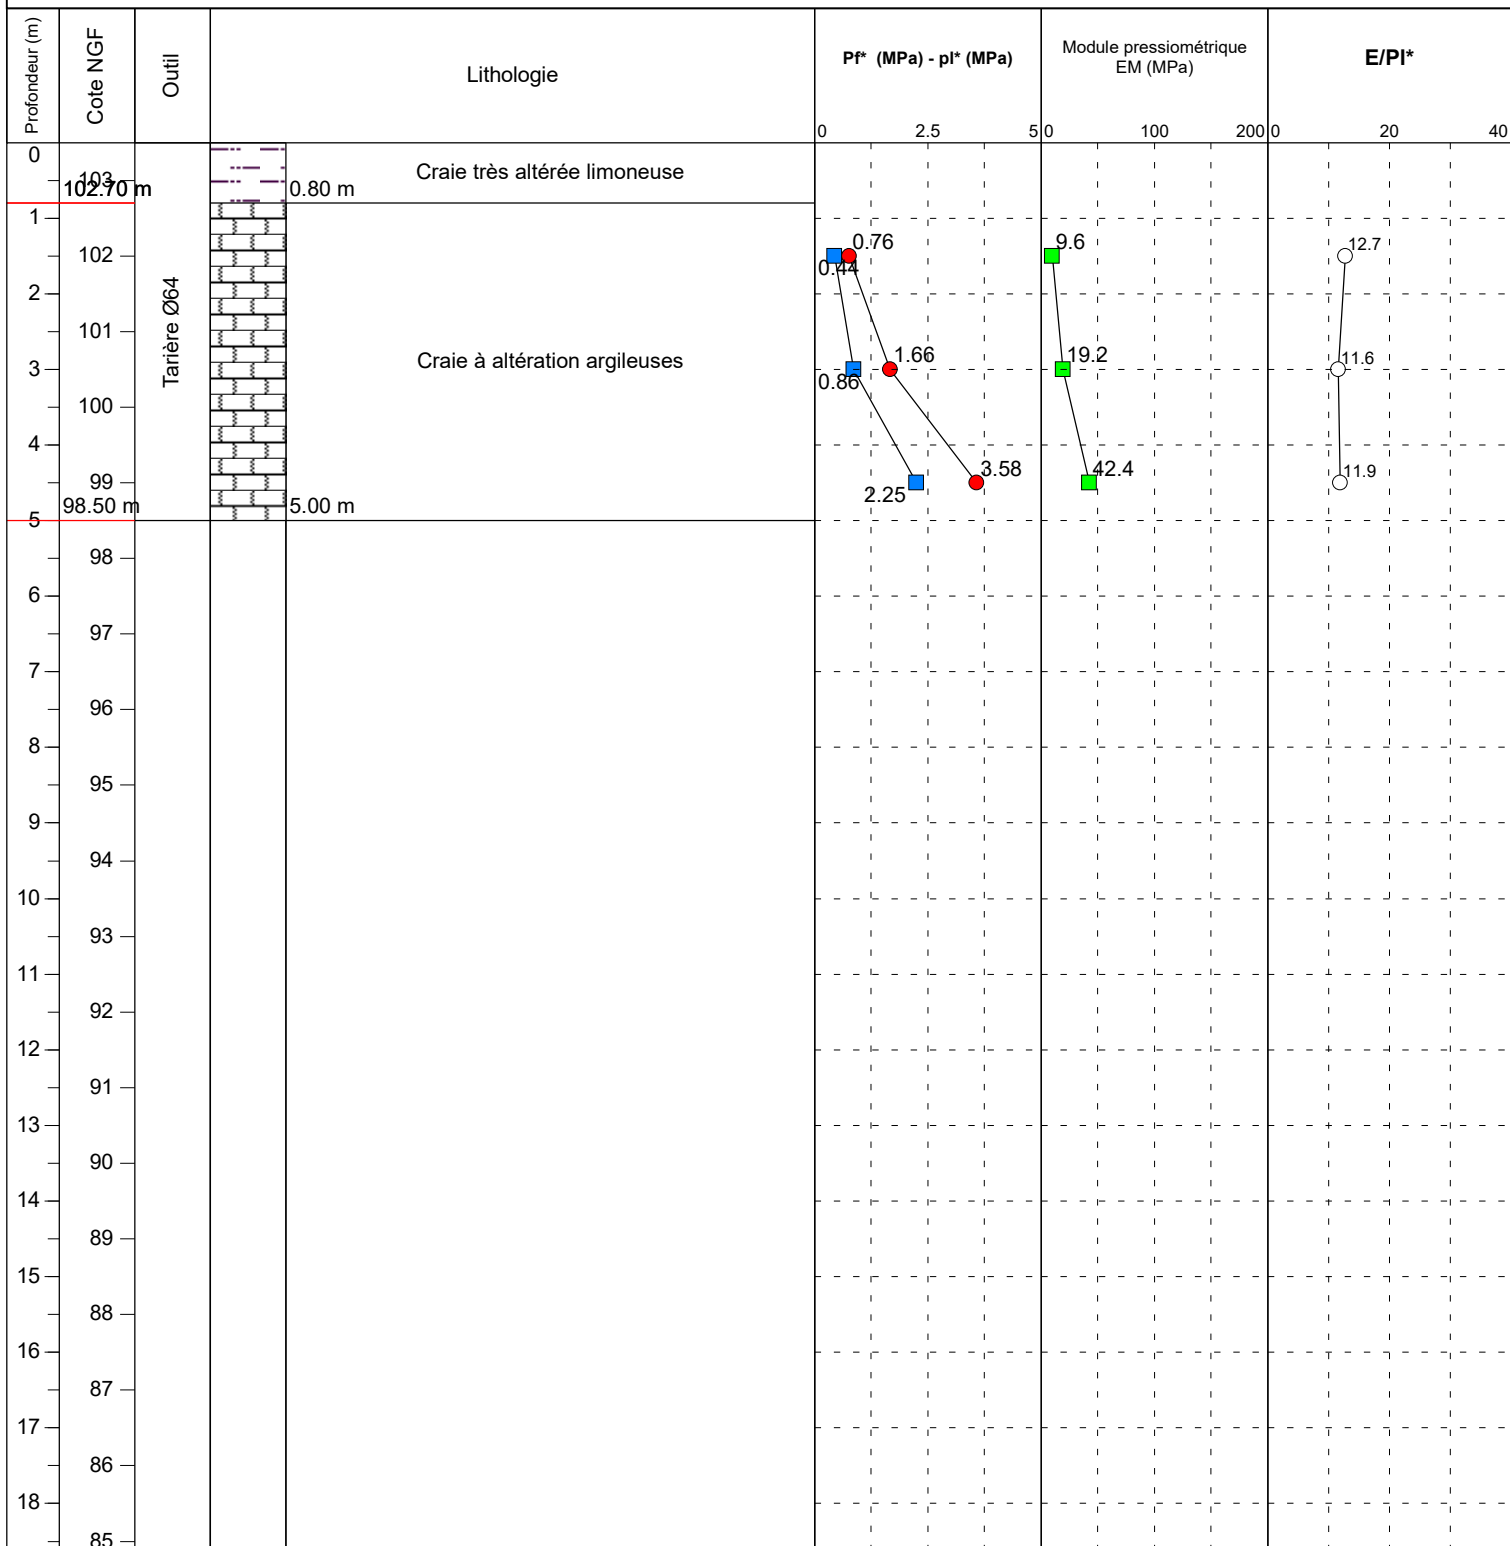 Profondeur (m)
Cote NGF
Outil
Lithologie
Pf* (MPa) - pl* (MPa)
Module pressiométrique
EM (MPa)
E/Pl*
0 2.5 5
0 100 200
0 20 40
0
103
102.70 m
0.80 m
Craie très altérée limoneuse
1
102
2
101
3
100
4
99
98.50 m
5.00 m
5
Tarière Ø64
Craie à altération argileuses
0.76
0.44
9.6
12.7
1.66
0.86
19.2
11.6
3.58
2.25
42.4
11.9
98
6
97
7
96
8
95
9
94
10
93
11
92
12
91
13
90
14
89
15
88
16
87
17
86
18
85